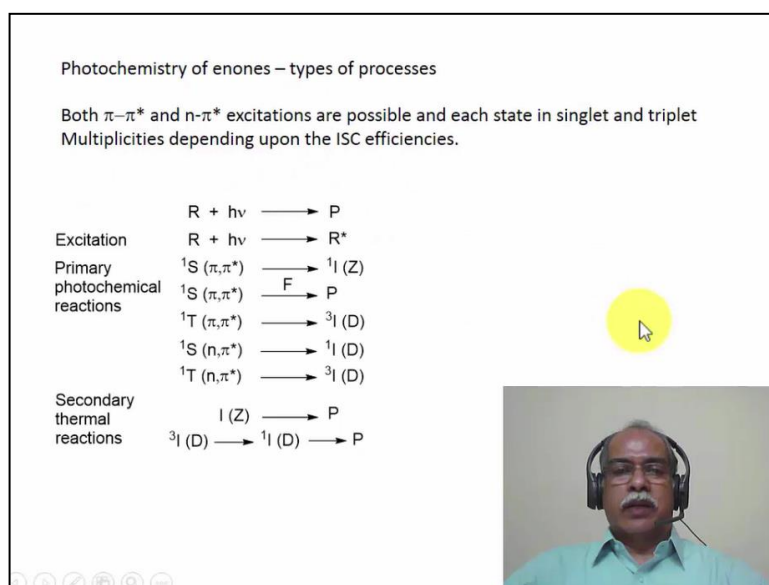 Photochemistry of enones – types of processes
Both π–π* and n-π* excitations are possible and each state in singlet and triplet
Multiplicities depending upon the ISC efficiencies.
R + hν ⟶ P
Excitation R + hν ⟶ R*
Primary photochemical reactions
¹S (π,π*) ⟶ ¹I (Z)
¹S (π,π*) F⟶ P
¹T (π,π*) ⟶ ³I (D)
¹S (n,π*) ⟶ ¹I (D)
¹T (n,π*) ⟶ ³I (D)
Secondary thermal reactions
I (Z) ⟶ P
³I (D) ⟶ ¹I (D) ⟶ P